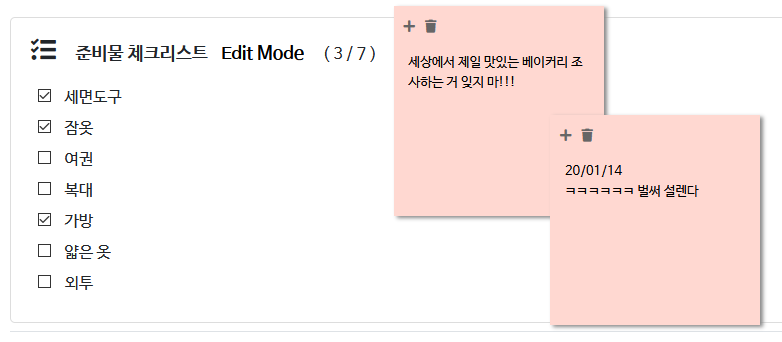 준비물 체크리스트 Edit Mode ( 3 / 7 )
세면도구
잠옷
여권
복대
가방
얇은 옷
외투
세상에서 제일 맛있는 베이커리 조
사하는 거 잊지 마!!!
20/01/14
ㅋㅋㅋㅋㅋㅋ 벌써 설렌다